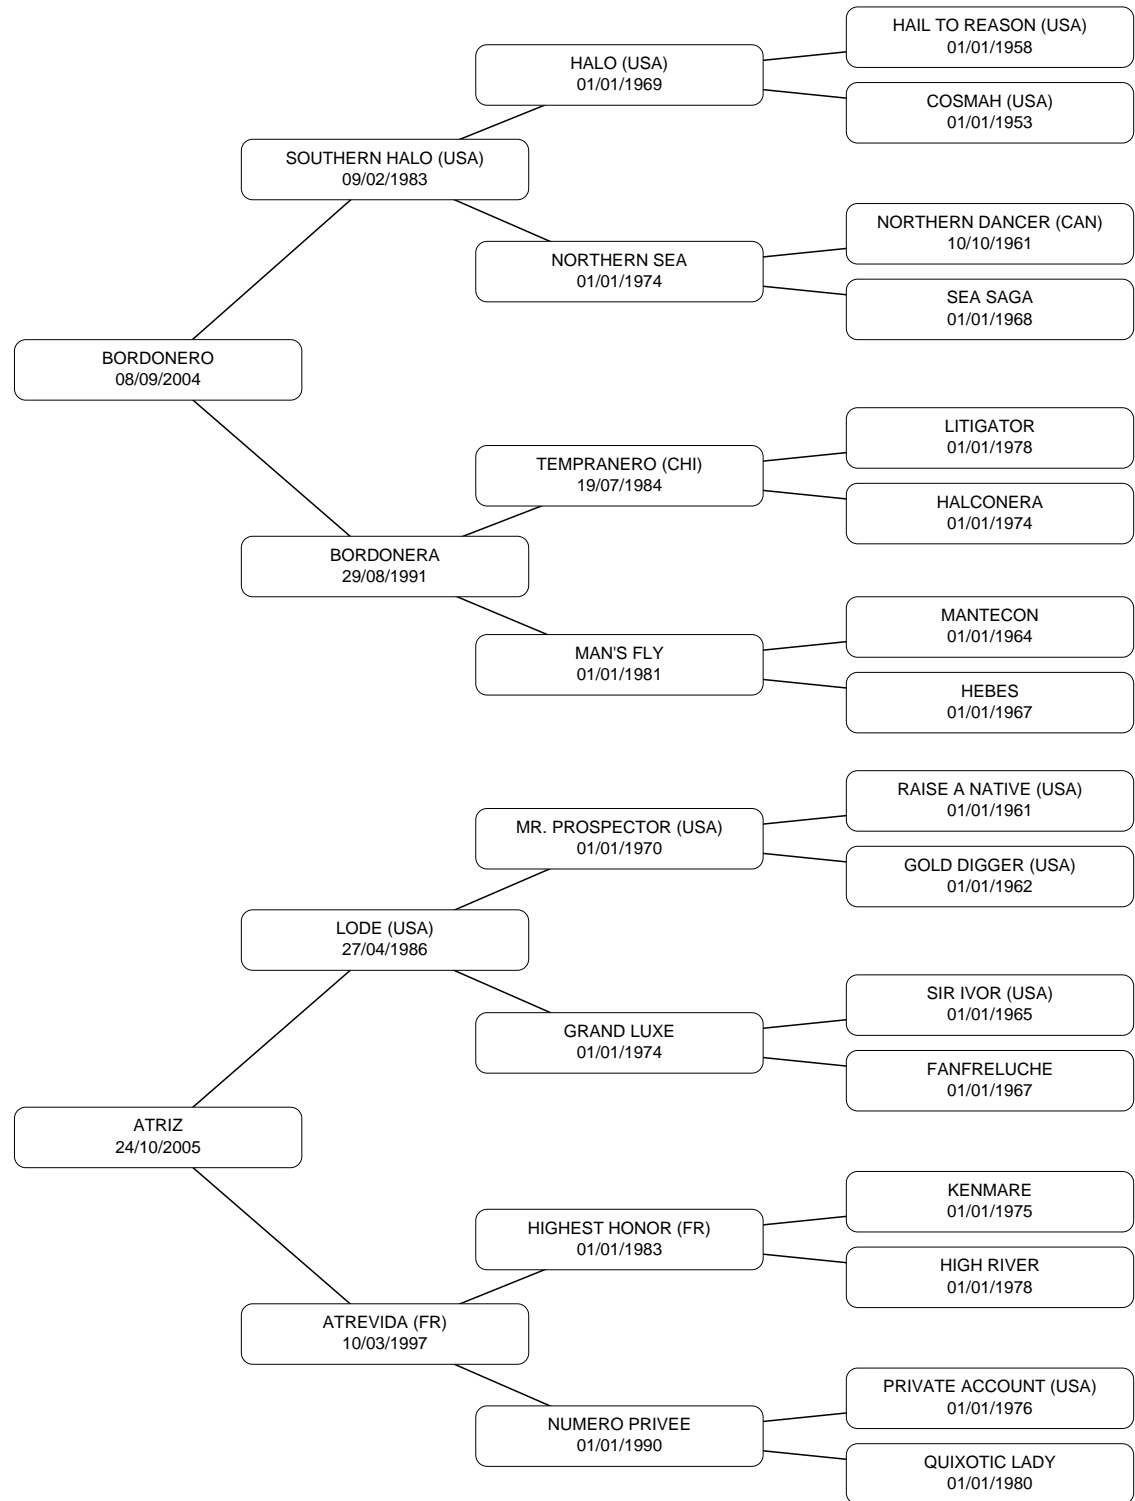 HAIL TO REASON (USA)
01/01/1958
HALO (USA)
01/01/1969
COSMAH (USA)
01/01/1953
SOUTHERN HALO (USA)
09/02/1983
NORTHERN DANCER (CAN)
10/10/1961
NORTHERN SEA
01/01/1974
SEA SAGA
01/01/1968
BORDONERO
08/09/2004
LITIGATOR
01/01/1978
TEMPRANERO (CHI)
19/07/1984
HALCONERA
01/01/1974
BORDONERA
29/08/1991
MANTECON
01/01/1964
MAN'S FLY
01/01/1981
HEBES
01/01/1967
RAISE A NATIVE (USA)
01/01/1961
MR. PROSPECTOR (USA)
01/01/1970
GOLD DIGGER (USA)
01/01/1962
LODE (USA)
27/04/1986
SIR IVOR (USA)
01/01/1965
GRAND LUXE
01/01/1974
FANFRELUCHE
01/01/1967
ATRIZ
24/10/2005
KENMARE
01/01/1975
HIGHEST HONOR (FR)
01/01/1983
HIGH RIVER
01/01/1978
ATREVIDA (FR)
10/03/1997
PRIVATE ACCOUNT (USA)
01/01/1976
NUMERO PRIVEE
01/01/1990
QUIXOTIC LADY
01/01/1980